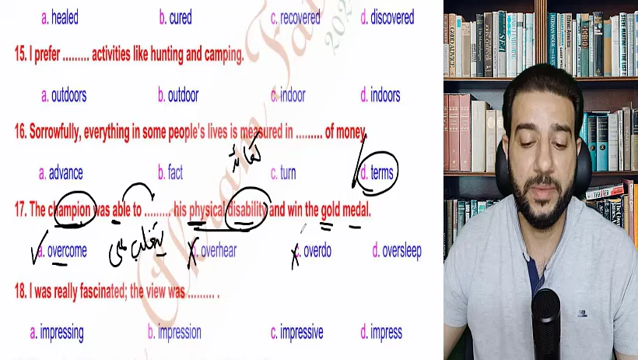 a. healed b. cured c. recovered d. discovered
15. I prefer ......... activities like hunting and camping.
a. outdoors b. outdoor c. indoor d. indoors
16. Sorrowfully, everything in some people's lives is measured in ......... of money.
a. advance b. fact c. turn d. terms
17. The champion was able to ......... his physical disability and win the gold medal.
a. overcome يتغلب على b. overhear c. overdo d. oversleep
18. I was really fascinated; the view was ......... .
a. impressing b. impression c. impressive d. impress